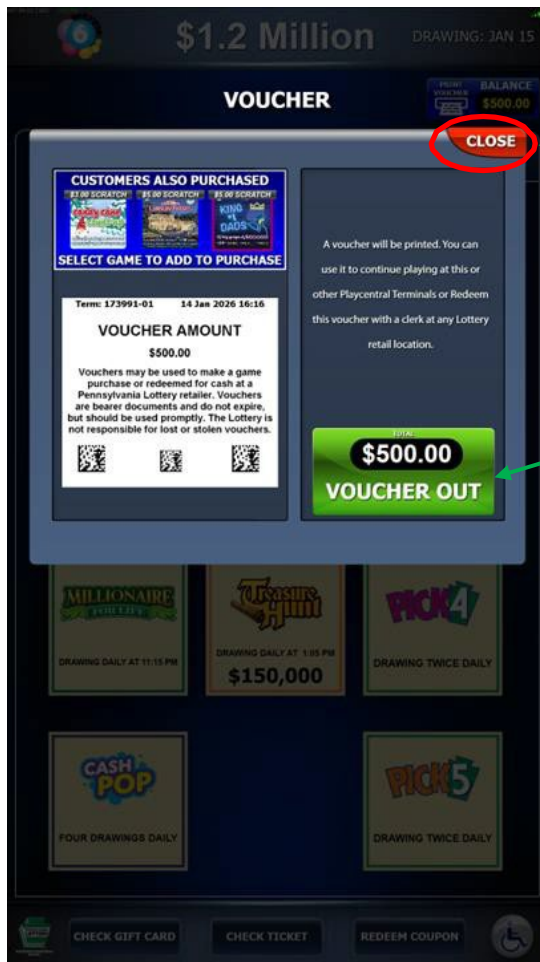 $1.2 Million
DRAWING: JAN 15
VOUCHER
PRINT VOUCHER
BALANCE
$500.00
CLOSE
CUSTOMERS ALSO PURCHASED
$3.00 SCRATCH $5.00 SCRATCH $5.00 SCRATCH
KING
#1
DADS
SELECT GAME TO ADD TO PURCHASE
Term: 173991-01 14 Jan 2026 16:16
VOUCHER AMOUNT
$500.00
Vouchers may be used to make a game
purchase or redeemed for cash at a
Pennsylvania Lottery retailer. Vouchers
are bearer documents and do not expire,
but should be used promptly. The Lottery is
not responsible for lost or stolen vouchers.
A voucher will be printed. You can
use it to continue playing at this or
other Playcentral Terminals or Redeem
this voucher with a clerk at any Lottery
retail location.
TOTAL
$500.00
VOUCHER OUT
MILLIONAIRE
FOR LIFE
DRAWING DAILY AT 11:15 PM
Treasure
Hunt
DRAWING DAILY AT 1:05 PM
$150,000
PICK 4
DRAWING TWICE DAILY
CASH
POP
FOUR DRAWINGS DAILY
PICK 5
DRAWING TWICE DAILY
CHECK GIFT CARD
CHECK TICKET
REDEEM COUPON